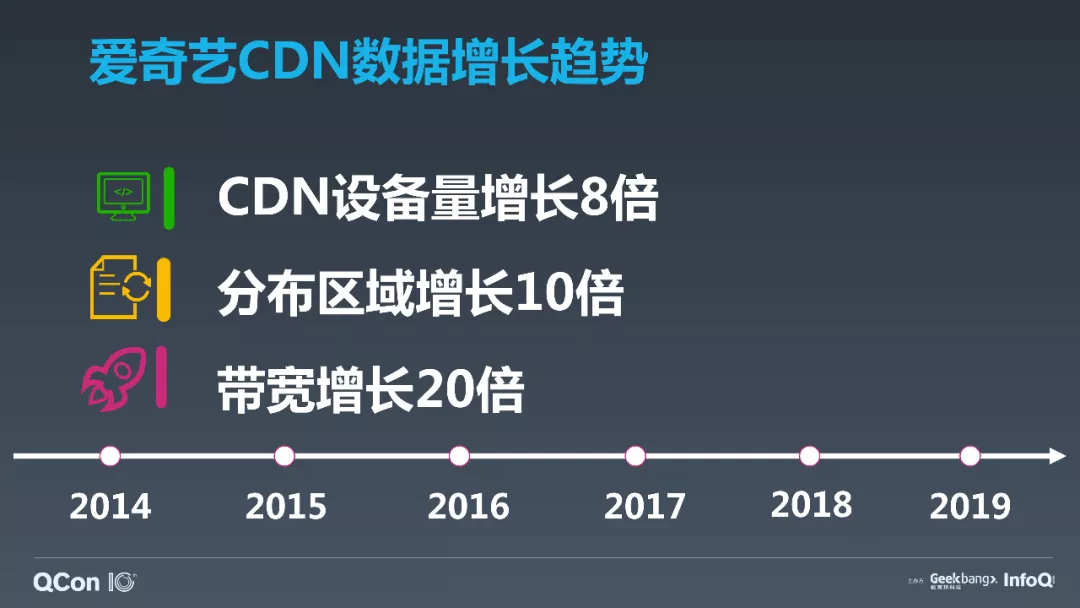 爱奇艺CDN数据增长趋势
</>
CDN设备量增长8倍
分布区域增长10倍
带宽增长20倍
2014 2015 2016 2017 2018 2019
QCon 10
主办方 Geekbang>. InfoQ
极客邦科技